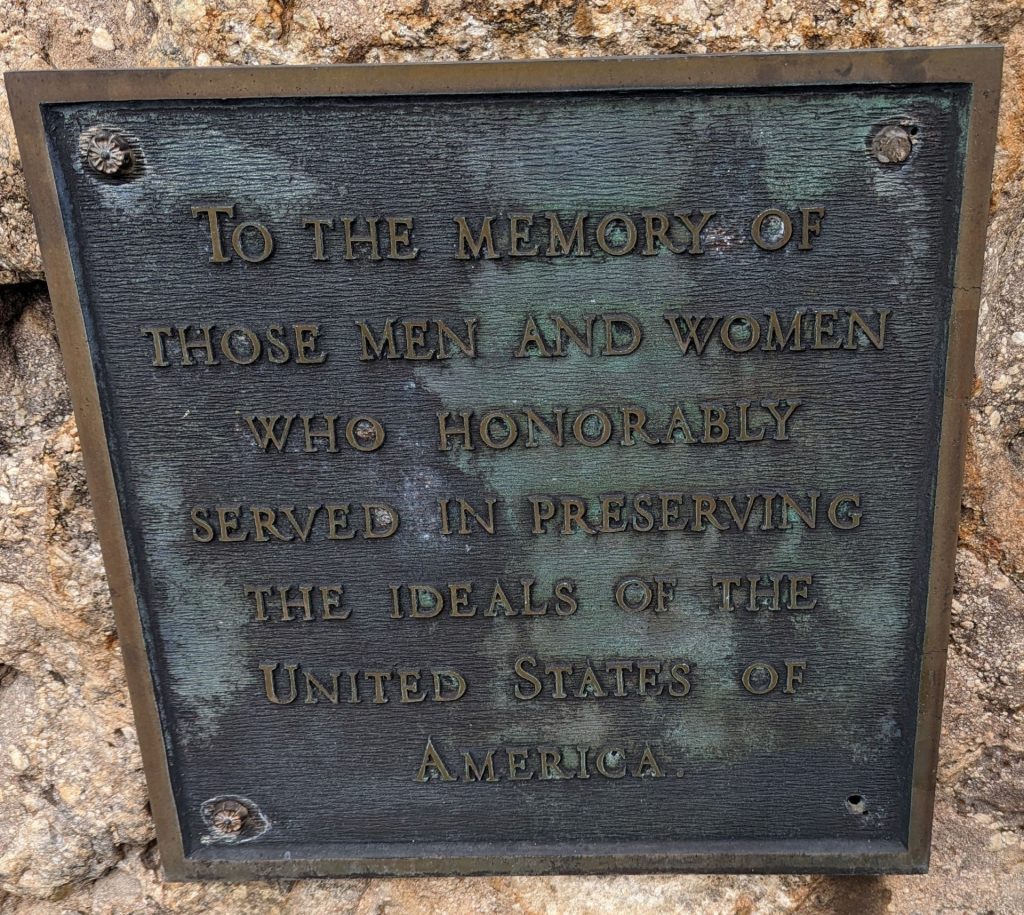 To the memory of
those men and women
who honorably
served in preserving
the ideals of the
United States of
America.